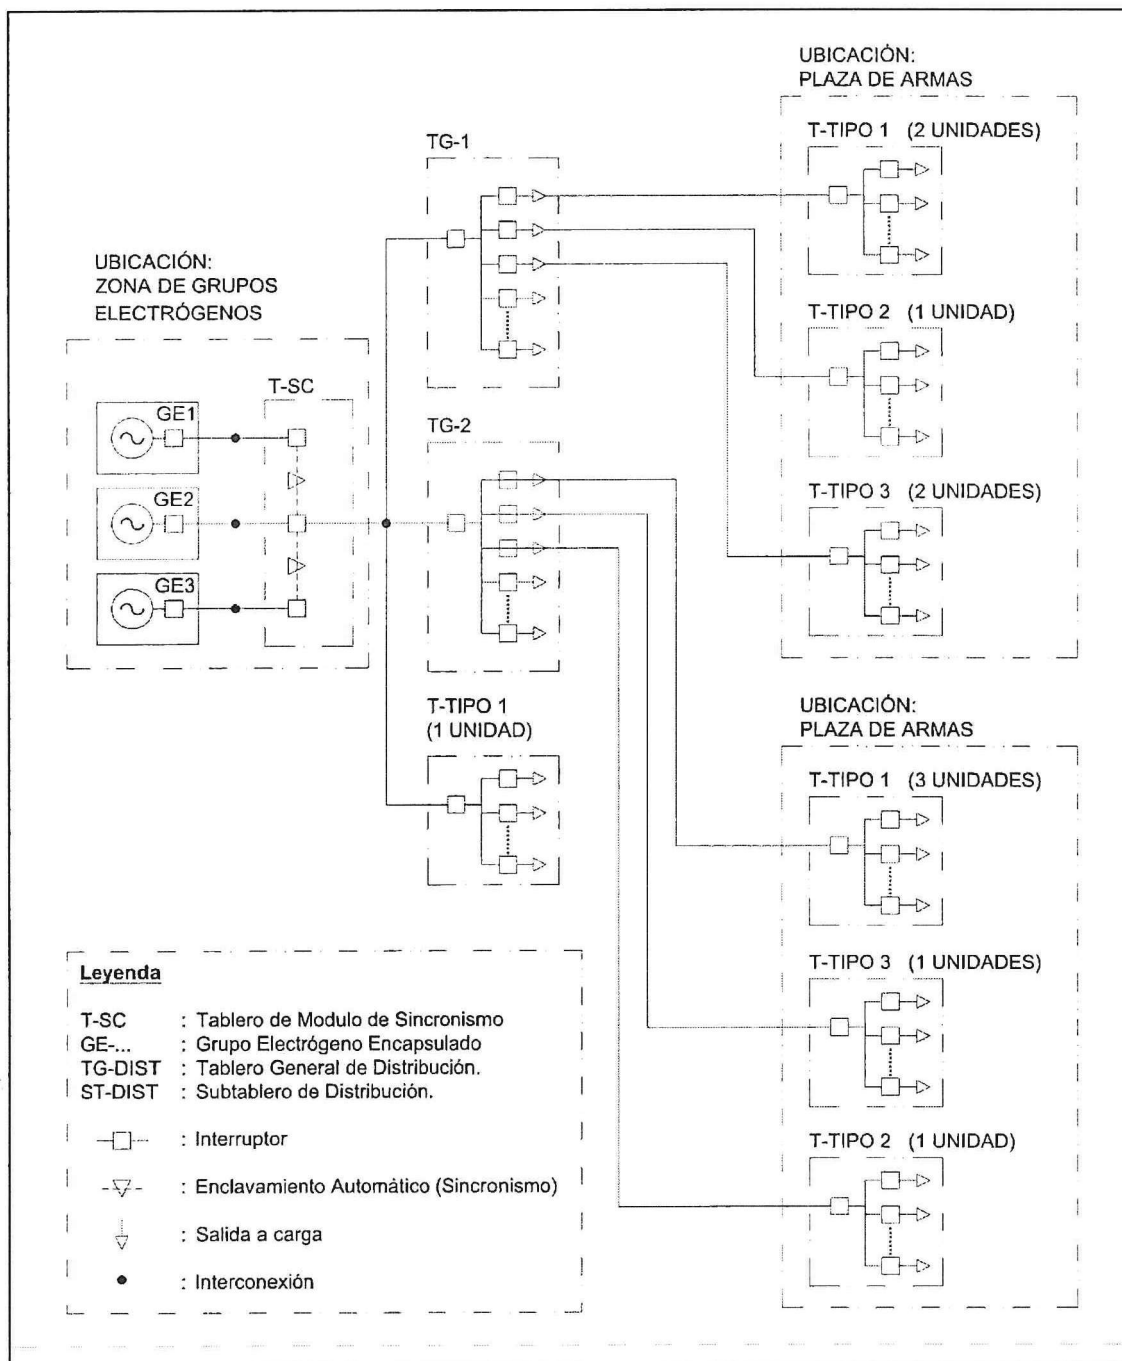 UBICACIÓN:
ZONA DE GRUPOS
ELECTRÓGENOS
T-SC
GE1
GE2
GE3
TG-1
TG-2
T-TIPO 1
(1 UNIDAD)
UBICACIÓN:
PLAZA DE ARMAS
T-TIPO 1 (2 UNIDADES)
T-TIPO 2 (1 UNIDAD)
T-TIPO 3 (2 UNIDADES)
UBICACIÓN:
PLAZA DE ARMAS
T-TIPO 1 (3 UNIDADES)
T-TIPO 3 (1 UNIDADES)
T-TIPO 2 (1 UNIDAD)
Leyenda
T-SC : Tablero de Modulo de Sincronismo
GE-... : Grupo Electrógeno Encapsulado
TG-DIST : Tablero General de Distribución.
ST-DIST : Subtablero de Distribución.
: Interruptor
: Enclavamiento Automático (Sincronismo)
: Salida a carga
: Interconexión